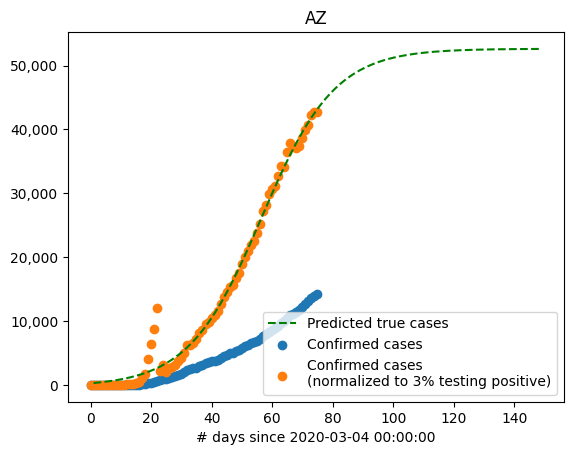 AZ
50,000
40,000
30,000
20,000
10,000
0
Predicted true cases
Confirmed cases
Confirmed cases
(normalized to 3% testing positive)
0 20 40 60 80 100 120 140
# days since 2020-03-04 00:00:00